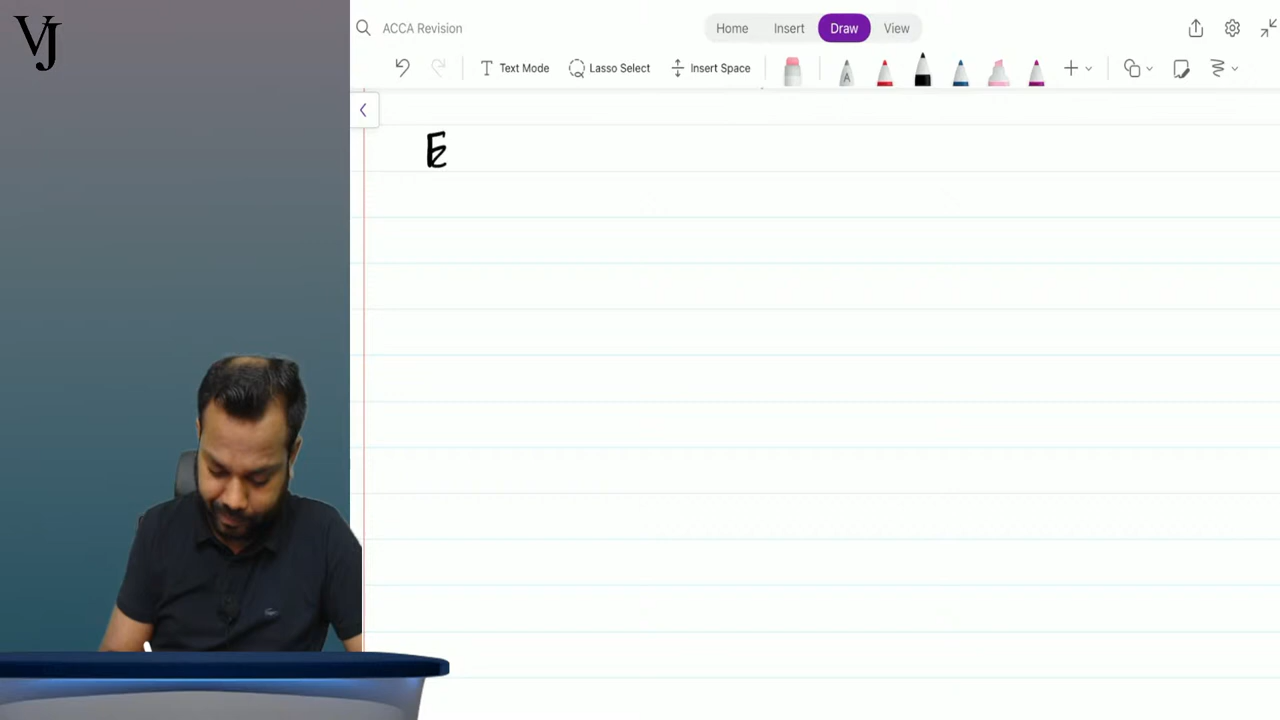 VJ
ACCA Revision
Home Insert Draw View
Text Mode Lasso Select Insert Space
A
E